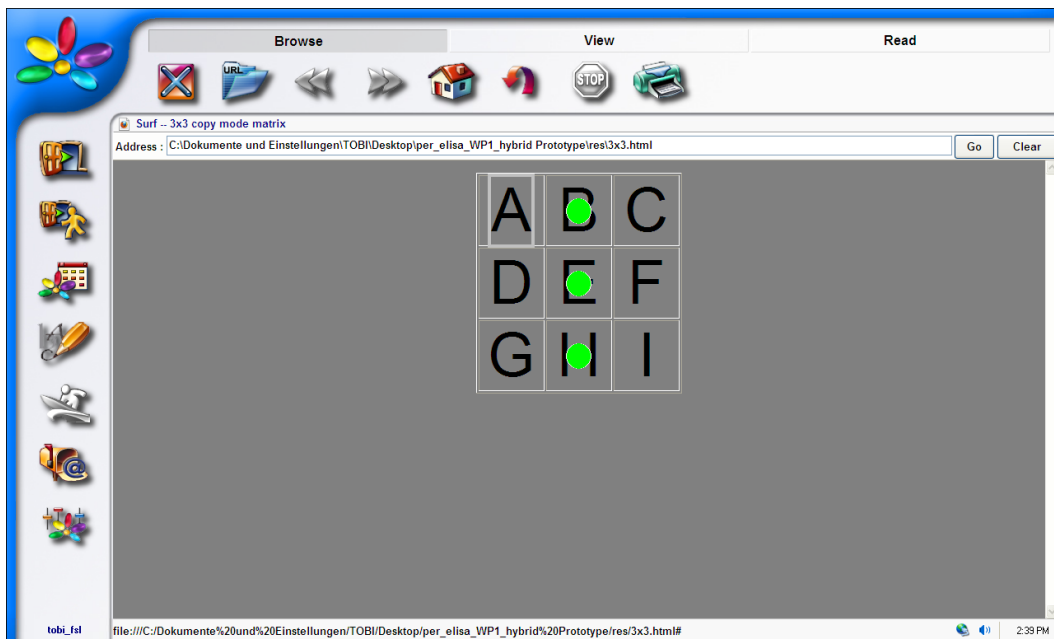 Browse View Read
URL STOP
Surf -- 3x3 copy mode matrix
Address : C:\Dokumente und Einstellungen\TOBI\Desktop\per_elisa_WP1_hybrid Prototype\res\3x3.html Go Clear
A B C
D E F
G H I
tobi_fsl file:///C:/Dokumente%20und%20Einstellungen/TOBI/Desktop/per_elisa_WP1_hybrid%20Prototype/res/3x3.html# 2:39 PM